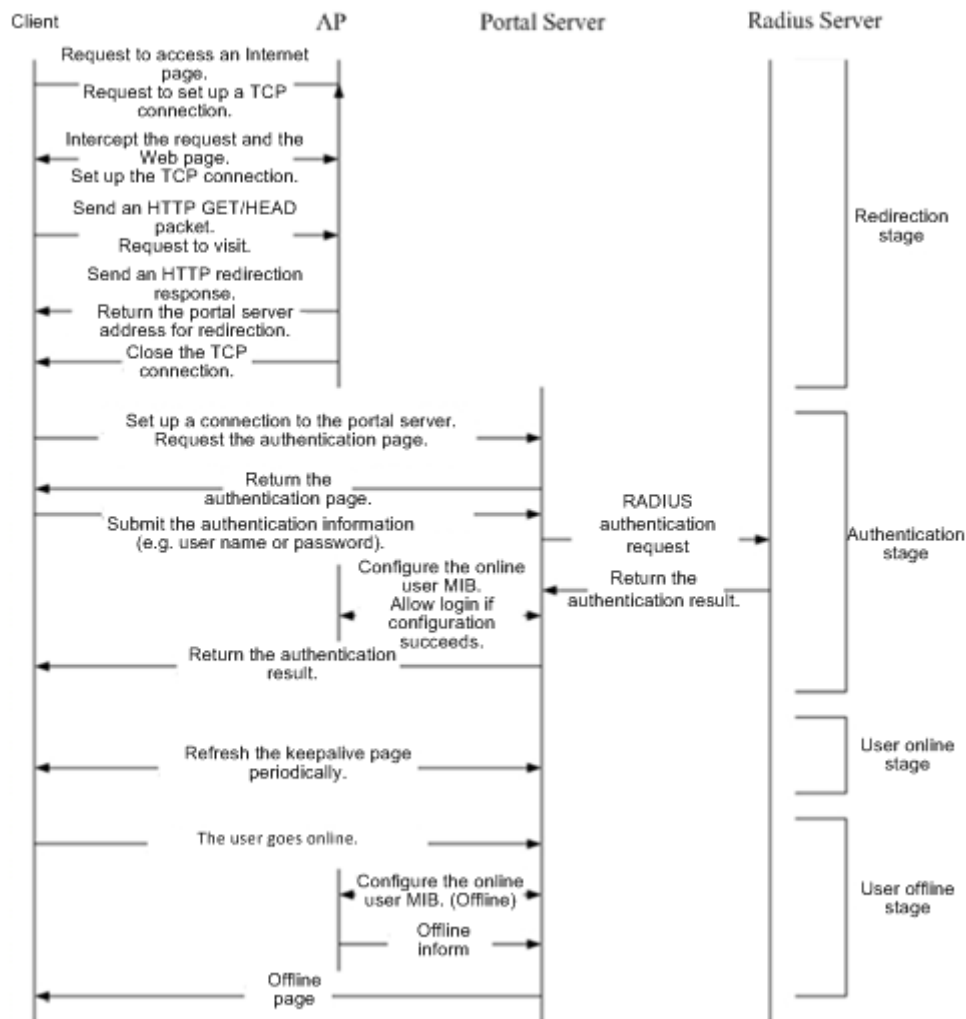 Client
AP
Portal Server
Radius Server
Request to access an Internet
page.
Request to set up a TCP
connection.
Intercept the request and the
Web page.
Set up the TCP connection.
Send an HTTP GET/HEAD
packet.
Request to visit.
Send an HTTP redirection
response.
Return the portal server
address for redirection.
Close the TCP
connection.
Redirection
stage
Set up a connection to the portal server.
Request the authentication page.
Return the
authentication page.
Submit the authentication information
(e.g. user name or password).
RADIUS
authentication
request
Configure the online
user MIB.
Allow login if
configuration
succeeds.
Return the
authentication result.
Return the authentication
result.
Authentication
stage
Refresh the keepalive page
periodically.
User online
stage
The user goes online.
Configure the online
user MIB. (Offline)
Offline
inform
Offline
page
User offline
stage